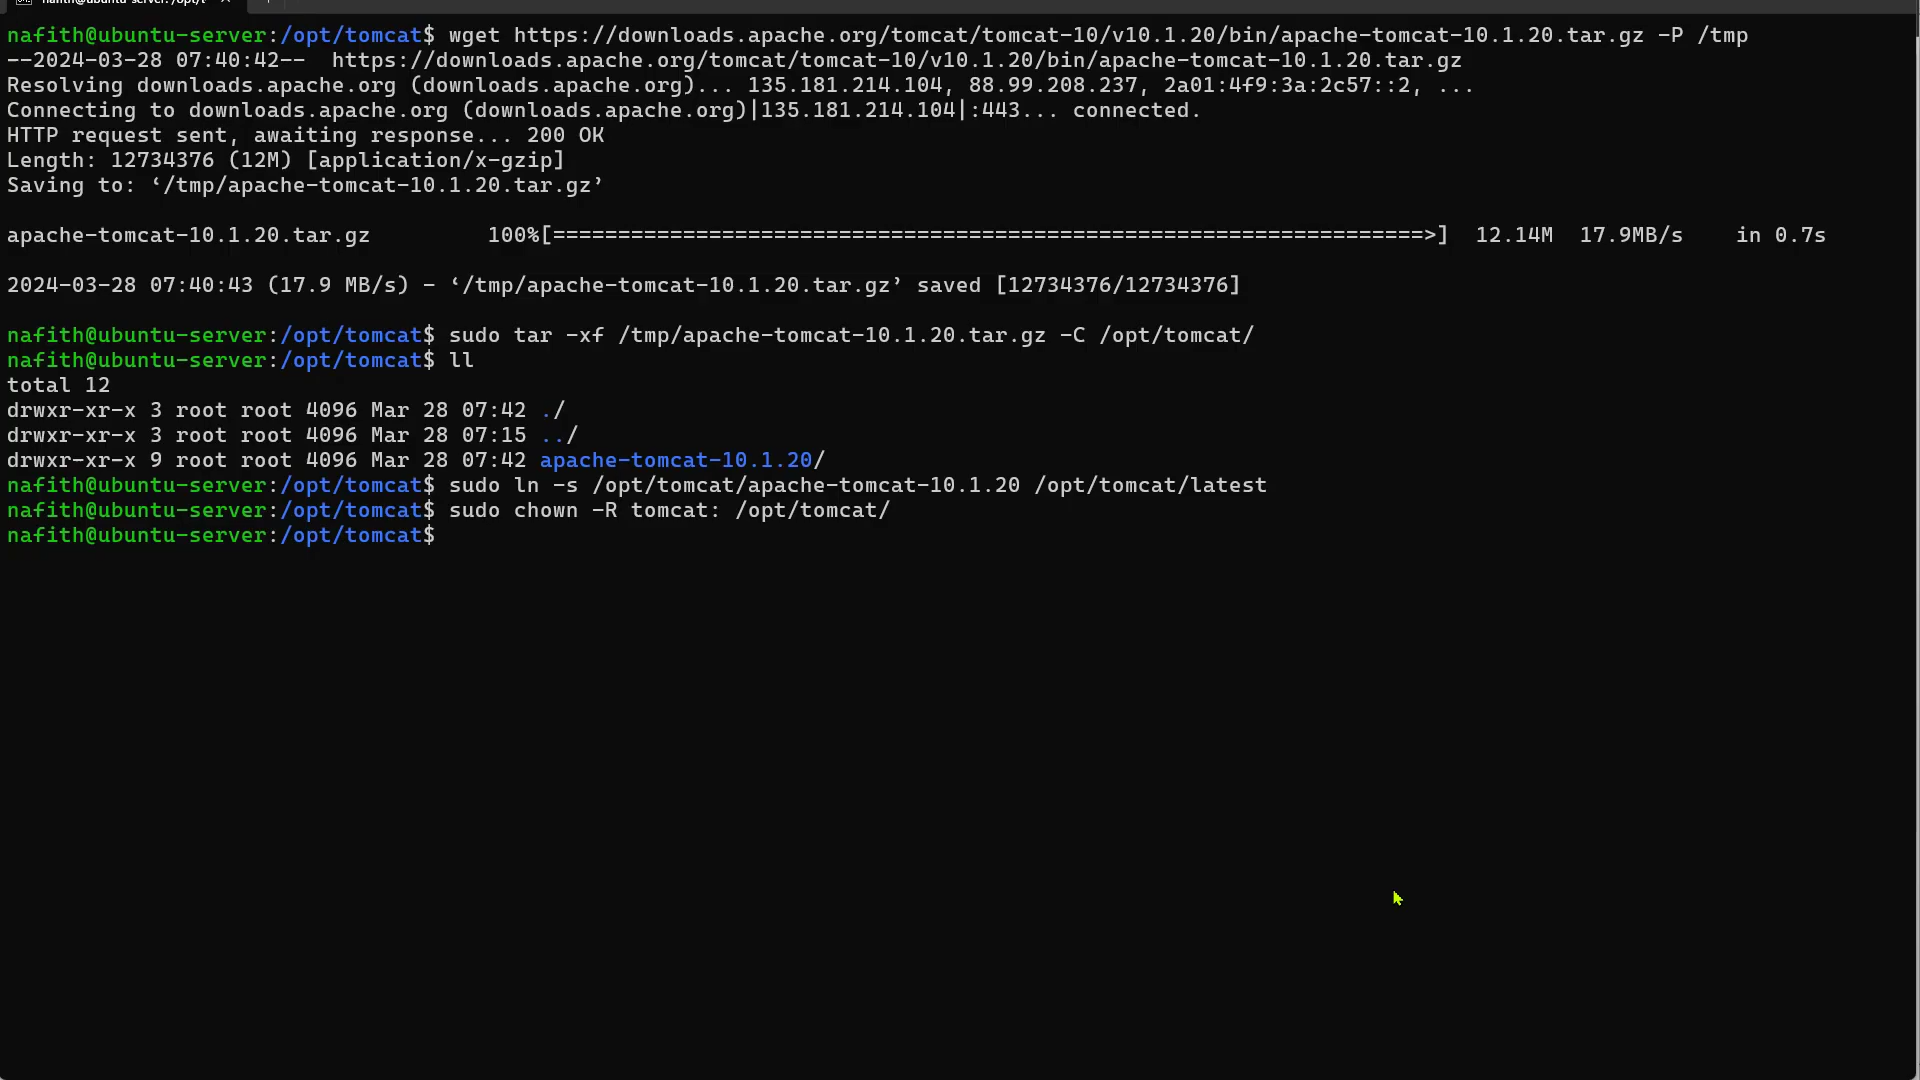 nafith@ubuntu-server:/opt/tomcat$ wget https://downloads.apache.org/tomcat/tomcat-10/v10.1.20/bin/apache-tomcat-10.1.20.tar.gz -P /tmp
--2024-03-28 07:40:42--  https://downloads.apache.org/tomcat/tomcat-10/v10.1.20/bin/apache-tomcat-10.1.20.tar.gz
Resolving downloads.apache.org (downloads.apache.org)... 135.181.214.104, 88.99.208.237, 2a01:4f9:3a:2c57::2, ...
Connecting to downloads.apache.org (downloads.apache.org)|135.181.214.104|:443... connected.
HTTP request sent, awaiting response... 200 OK
Length: 12734376 (12M) [application/x-gzip]
Saving to: ‘/tmp/apache-tomcat-10.1.20.tar.gz’
apache-tomcat-10.1.20.tar.gz         100%[===================================================================>]  12.14M  17.9MB/s    in 0.7s
2024-03-28 07:40:43 (17.9 MB/s) - ‘/tmp/apache-tomcat-10.1.20.tar.gz’ saved [12734376/12734376]
nafith@ubuntu-server:/opt/tomcat$ sudo tar -xf /tmp/apache-tomcat-10.1.20.tar.gz -C /opt/tomcat/
nafith@ubuntu-server:/opt/tomcat$ ll
total 12
drwxr-xr-x 3 root root 4096 Mar 28 07:42 ./
drwxr-xr-x 3 root root 4096 Mar 28 07:15 ../
drwxr-xr-x 9 root root 4096 Mar 28 07:42 apache-tomcat-10.1.20/
nafith@ubuntu-server:/opt/tomcat$ sudo ln -s /opt/tomcat/apache-tomcat-10.1.20 /opt/tomcat/latest
nafith@ubuntu-server:/opt/tomcat$ sudo chown -R tomcat: /opt/tomcat/
nafith@ubuntu-server:/opt/tomcat$